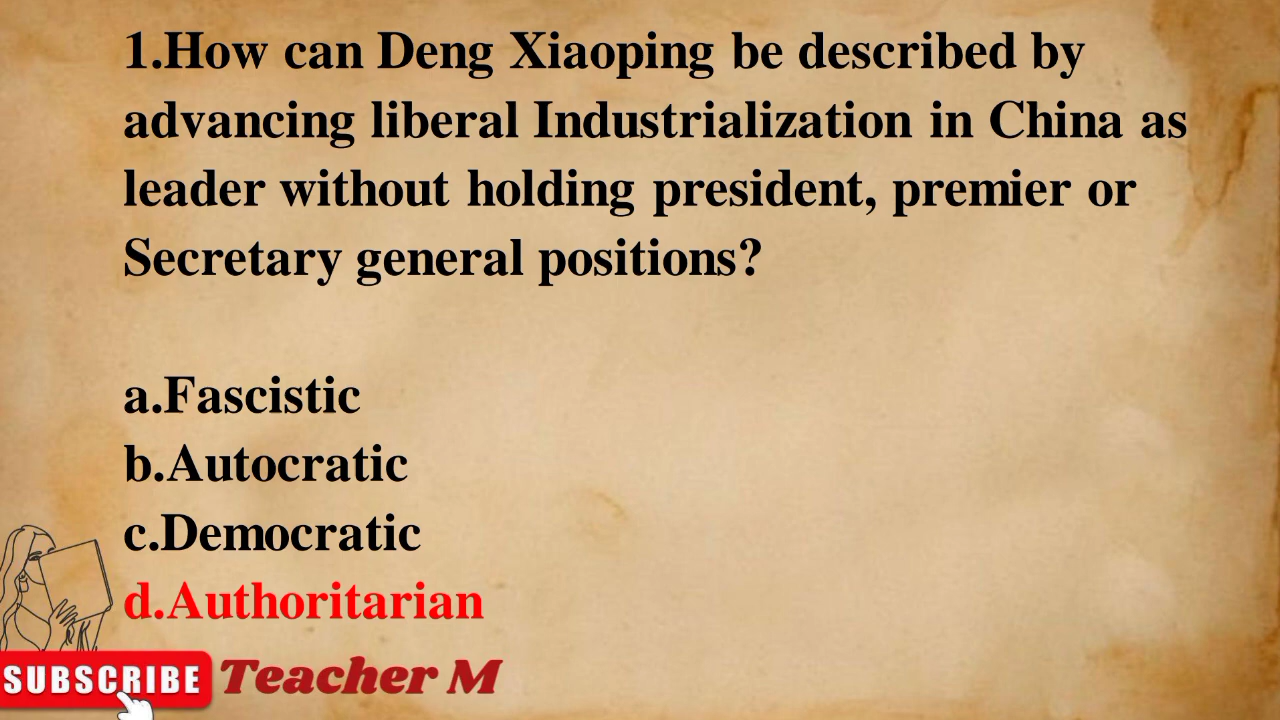 1.How can Deng Xiaoping be described by
advancing liberal Industrialization in China as
leader without holding president, premier or
Secretary general positions?
a.Fascistic
b.Autocratic
c.Democratic
d.Authoritarian
SUBSCRIBE Teacher M